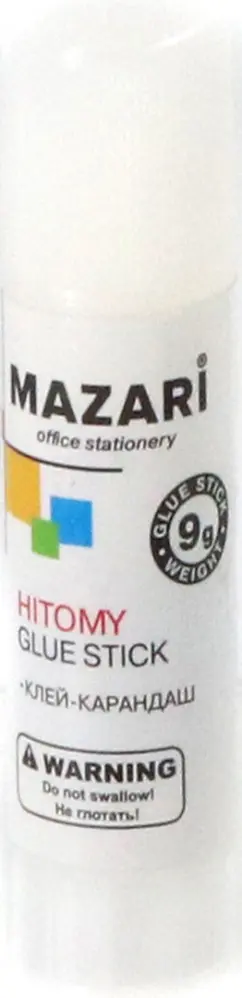 MAZARi®
office stationery
GLUE STICK
9g
• WEIGHT •
HITOMY
GLUE STICK
•КЛЕЙ-КАРАНДАШ
WARNING
Do not swallow!
Не глотать!